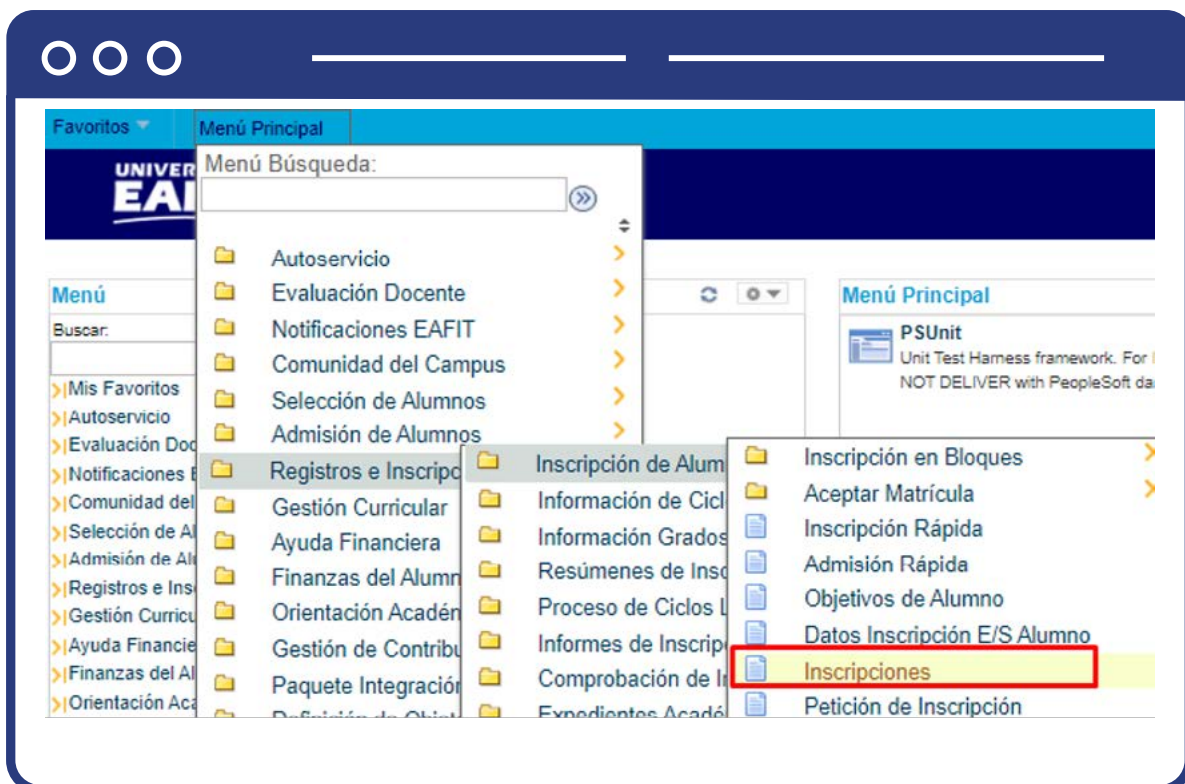 Favoritos
Menú Principal
Menú Búsqueda:
UNIVER
EAI
Autoservicio
Evaluación Docente
Notificaciones EAFIT
Comunidad del Campus
Selección de Alumnos
Admisión de Alumnos
Registros e Inscripc
Gestión Curricular
Ayuda Financiera
Finanzas del Alumn
Orientación Académ
Gestión de Contribu
Paquete Integración
Inscripción de Alum
Información de Cicl
Información Grados
Resúmenes de Insc
Proceso de Ciclos L
Informes de Inscrip
Comprobación de I
Expedientes Acadé
Inscripción en Bloques
Aceptar Matrícula
Inscripción Rápida
Admisión Rápida
Objetivos de Alumno
Datos Inscripción E/S Alumno
Inscripciones
Petición de Inscripción
Menú
Buscar:
Mis Favoritos
Autoservicio
Evaluación Doc
Notificaciones E
Comunidad del
Selección de Al
Admisión de Al
Registros e Ins
Gestión Curricu
Ayuda Financie
Finanzas del Al
Orientación Aca
Menú Principal
PSUnit
Unit Test Harness framework. For
NOT DELIVER with PeopleSoft da